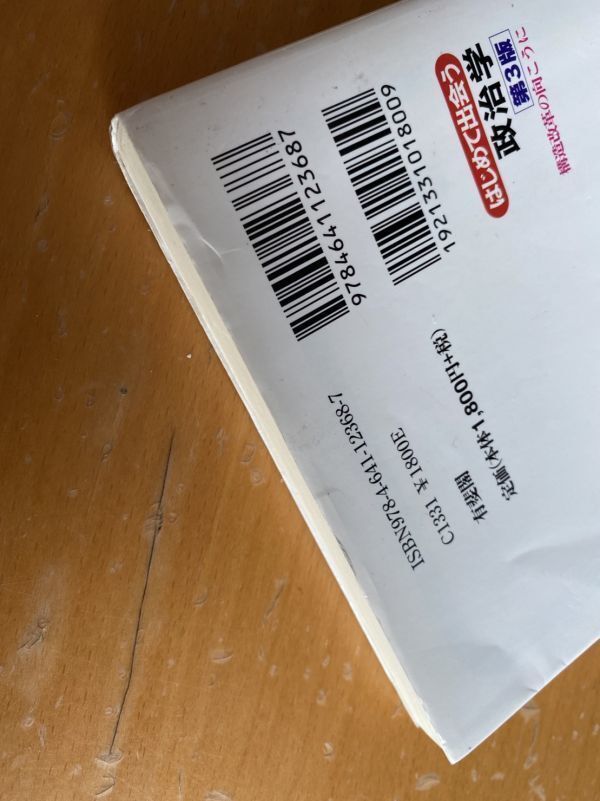 はじめて出会う
政治学 第3版
構造改革の向こうに
9784641123687
1921331018009
ISBN978-4-641-12368-7
C1331 ¥1800E
有斐閣
定価(本体1,800円+税)